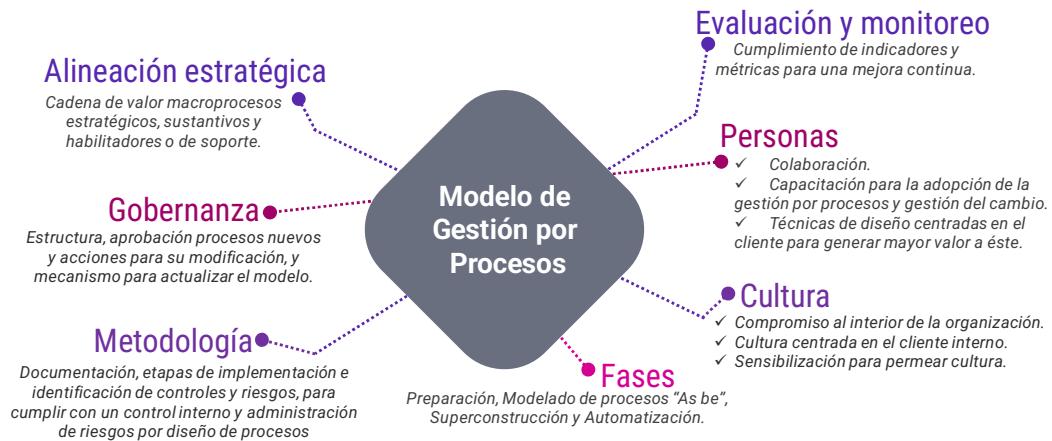 Evaluación y monitoreo
Cumplimiento de indicadores y
métricas para una mejora continua.
Alineación estratégica
Cadena de valor macroprocesos
estratégicos, sustantivos y
habilitadores o de soporte.
Personas
✓ Colaboración.
✓ Capacitación para la adopción de la
gestión por procesos y gestión del cambio.
✓ Técnicas de diseño centradas en el
cliente para generar mayor valor a éste.
Modelo de
Gestión por
Procesos
Gobernanza
Estructura, aprobación procesos nuevos
y acciones para su modificación, y
mecanismo para actualizar el modelo.
Cultura
✓ Compromiso al interior de la organización.
✓ Cultura centrada en el cliente interno.
✓ Sensibilización para permear cultura.
Metodología
Documentación, etapas de implementación e
identificación de controles y riesgos, para
cumplir con un control interno y administración
de riesgos por diseño de procesos
Fases
Preparación, Modelado de procesos “As be”,
Superconstrucción y Automatización.